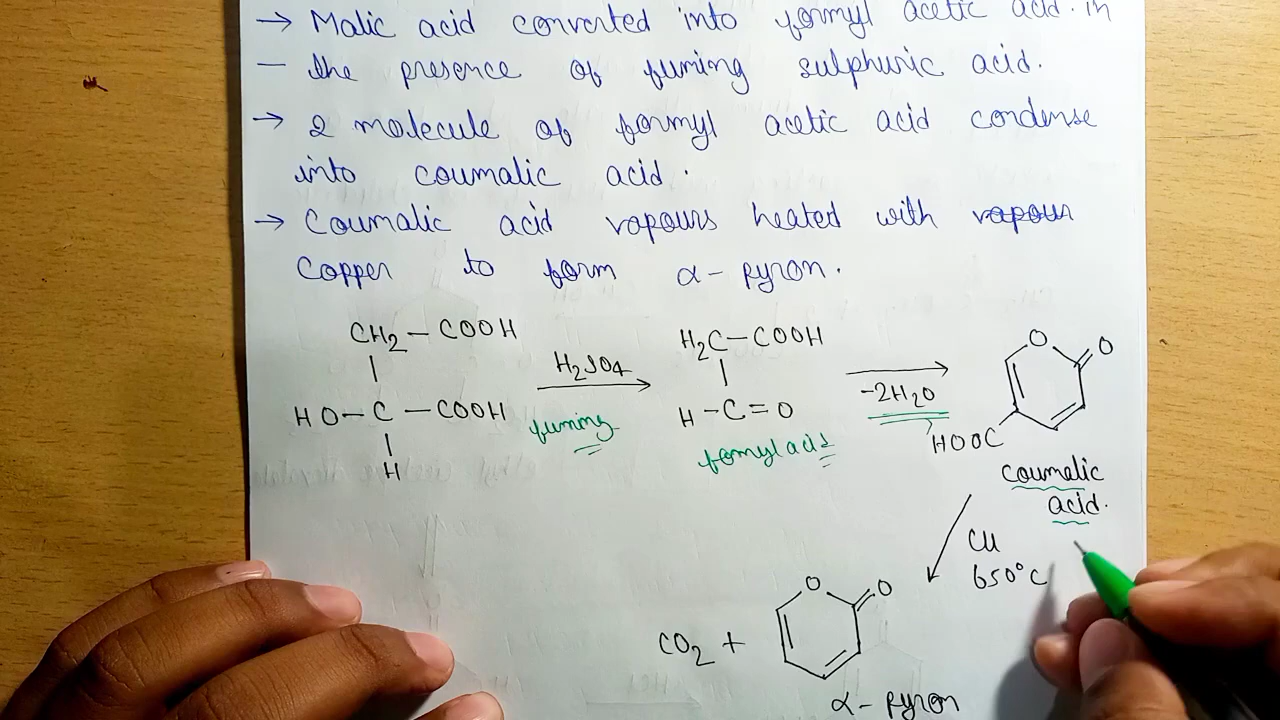 → Malic acid converted into formyl acetic acid. in
— the presence of fuming sulphuric acid.
→ 2 molecule of formyl acetic acid condense
into coumalic acid.
→ Coumalic acid vapours heated with vapour
Copper to form α-pyron.
CH2 — COOH
HO — C — COOH
H
H2SO4
fuming
H2C — COOH
H — C = O
formyl acid
-2H2O
O
O
HOOC
coumalic
acid.
Cu
650°C
CO2 +
O
O
α - pyron